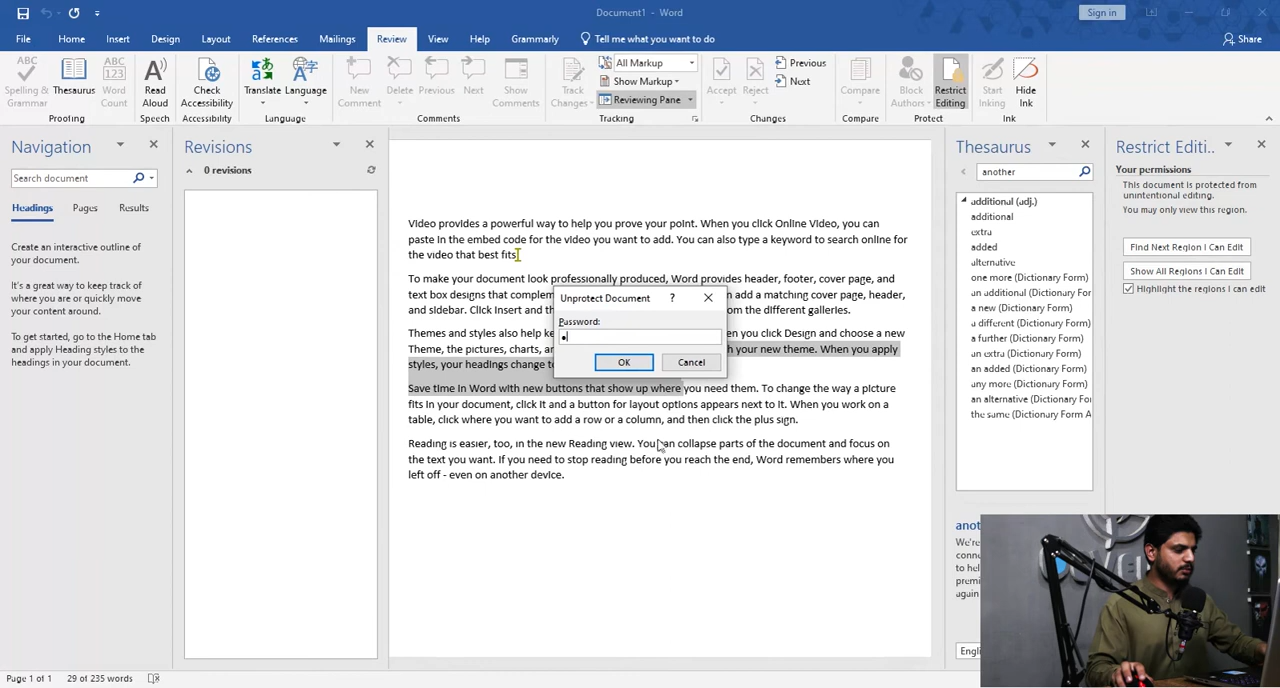 Document1 - Word
Sign in
File Home Insert Design Layout References Mailings Review View Help Grammarly Tell me what you want to do Share
Spelling & Grammar
Thesaurus
Word Count
Proofing
Read Aloud
Speech
Check Accessibility
Accessibility
Translate
Language
Language
New Comment
Delete
Previous
Next
Show Comments
Comments
Track Changes
All Markup
Show Markup
Reviewing Pane
Tracking
Accept
Reject
Previous
Next
Changes
Compare
Compare
Block Authors
Restrict Editing
Protect
Start Inking
Hide Ink
Ink
Navigation
Search document
Headings Pages Results
Create an interactive outline of
your document.
It's a great way to keep track of
where you are or quickly move
your content around.
To get started, go to the Home tab
and apply Heading styles to the
headings in your document.
Revisions
0 revisions
Video provides a powerful way to help you prove your point. When you click Online Video, you can
paste in the embed code for the video you want to add. You can also type a keyword to search online for
the video that best fits
To make your document look professionally produced, Word provides header, footer, cover page, and
text box designs that complem
n add a matching cover page, header,
and sidebar. Click Insert and th
om the different galleries.
Themes and styles also help ke
en you click Design and choose a new
Theme, the pictures, charts, an
h your new theme. When you apply
styles, your headings change to
Save time in Word with new buttons that show up where you need them. To change the way a picture
fits in your document, click it and a button for layout options appears next to it. When you work on a
table, click where you want to add a row or a column, and then click the plus sign.
Reading is easier, too, in the new Reading view. You can collapse parts of the document and focus on
the text you want. If you need to stop reading before you reach the end, Word remembers where you
left off - even on another device.
Unprotect Document ?
Password:
OK Cancel
Thesaurus
another
additional (adj.)
additional
extra
added
alternative
one more (Dictionary Form)
an additional (Dictionary Form)
a new (Dictionary Form)
a different (Dictionary Form)
a further (Dictionary Form)
an extra (Dictionary Form)
an added (Dictionary Form)
any more (Dictionary Form)
an alternative (Dictionary Form)
the same (Dictionary Form) A
anot
We're
conne
to hel
premi
again
Engli
Restrict Editi..
Your permissions
This document is protected from
unintentional editing.
You may only view this region.
Find Next Region I Can Edit
Show All Regions I Can Edit
Highlight the regions I can edit
Page 1 of 1 29 of 235 words